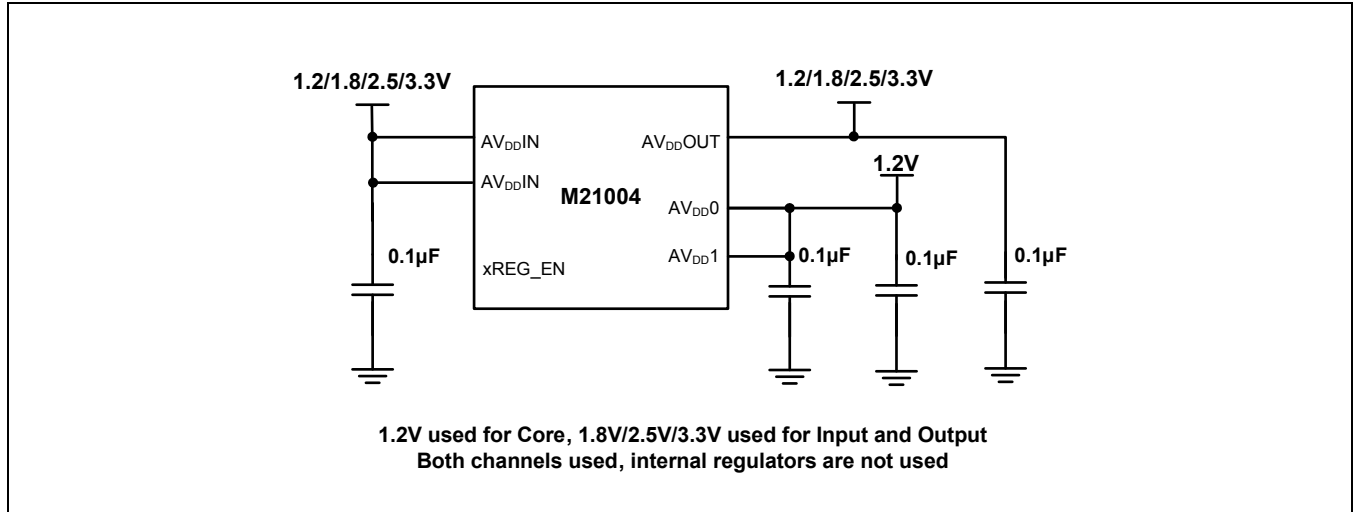 1.2/1.8/2.5/3.3V
1.2/1.8/2.5/3.3V
AVDDIN
AVDDOUT
1.2V
AVDDIN
M21004
AVDD0
0.1µF
xREG_EN
AVDD1
0.1µF
0.1µF
0.1µF
1.2V used for Core, 1.8V/2.5V/3.3V used for Input and Output
Both channels used, internal regulators are not used